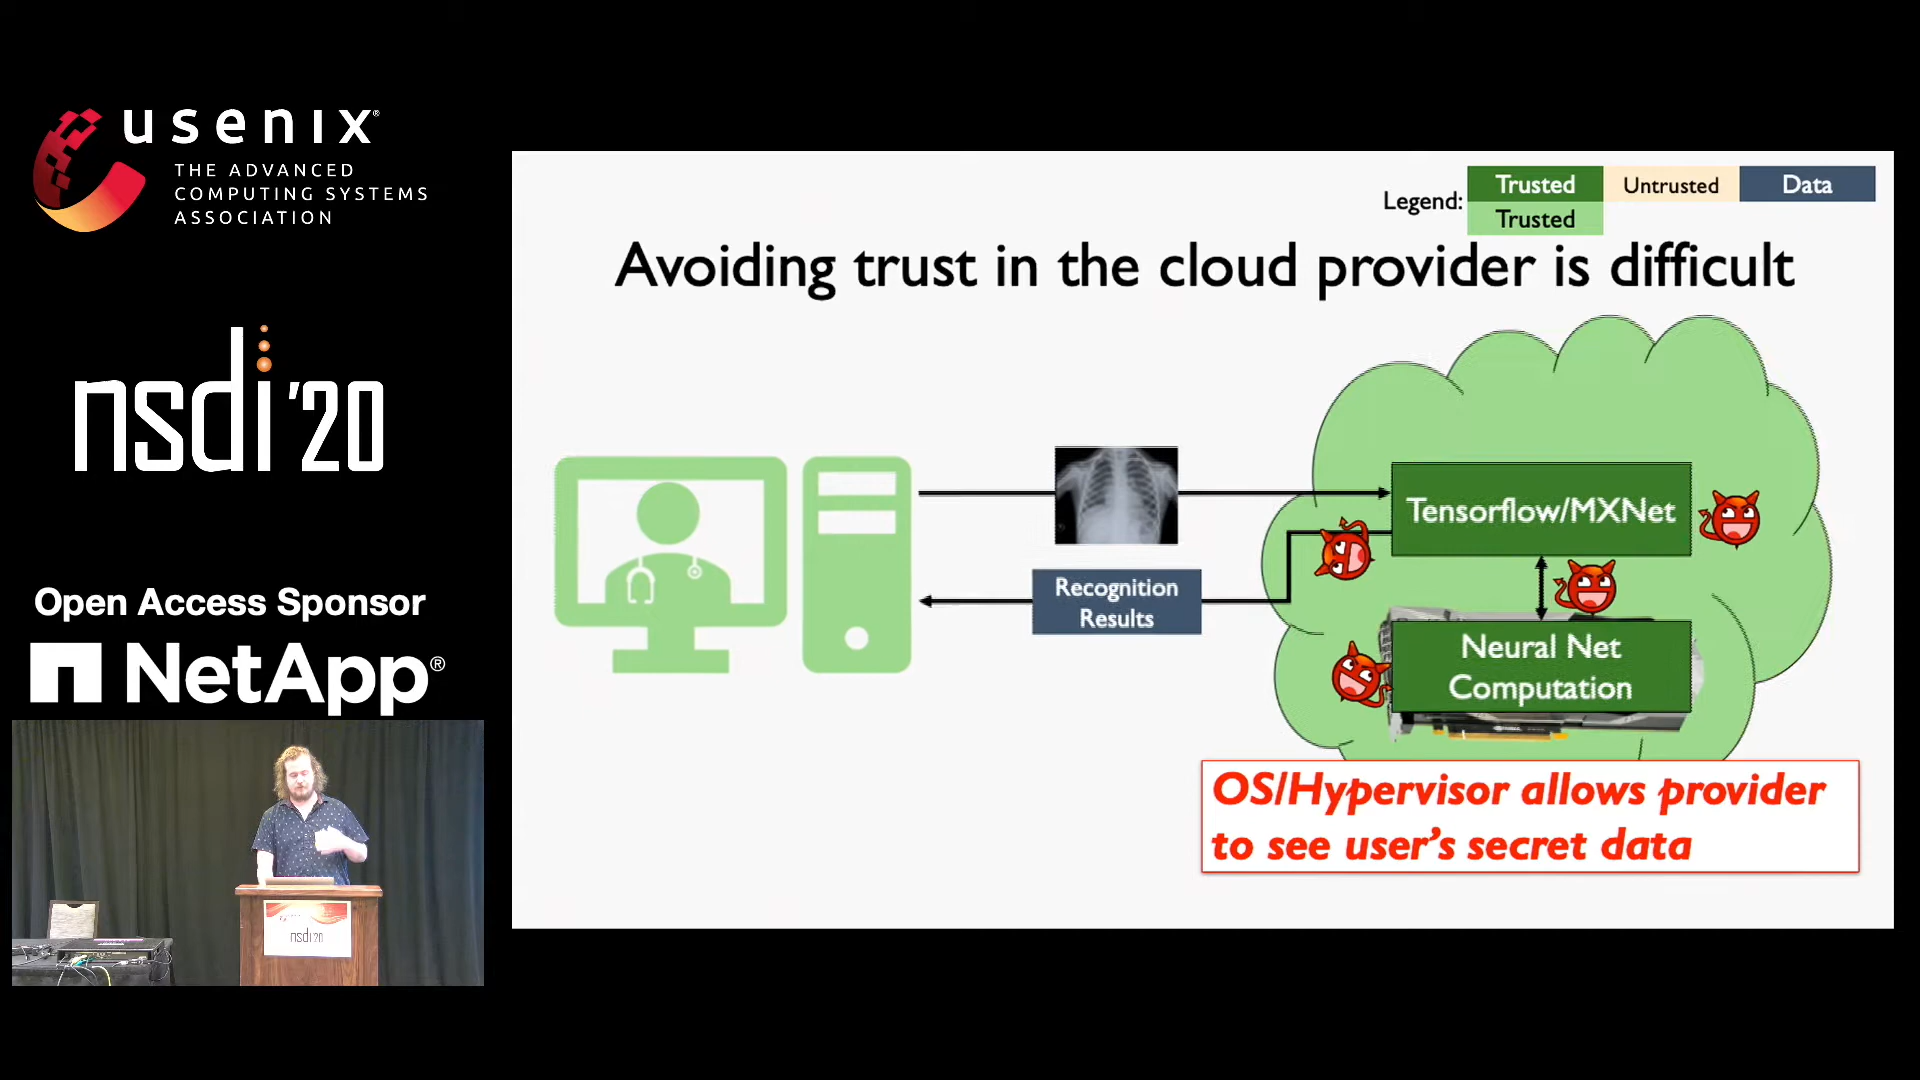 usenix®
THE ADVANCED
COMPUTING SYSTEMS
ASSOCIATION
nsdi '20
Open Access Sponsor
NetApp®
nsdi'20
Legend:
Trusted
Untrusted
Data
Trusted
Avoiding trust in the cloud provider is difficult
Tensorflow/MXNet
Recognition
Results
Neural Net
Computation
OS/Hypervisor allows provider
to see user's secret data